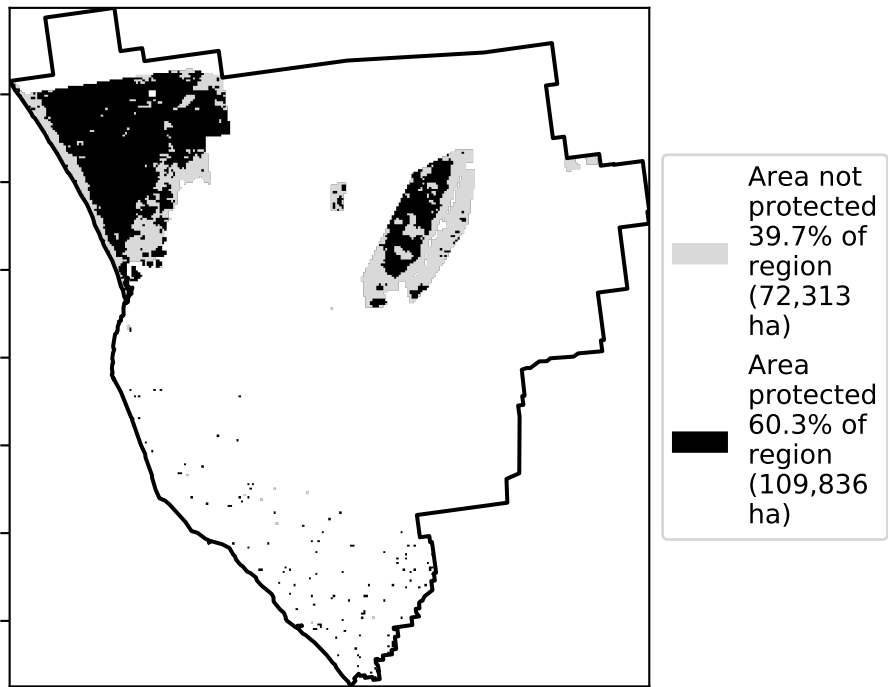 Area not
protected
39.7% of
region
(72,313
ha)
Area
protected
60.3% of
region
(109,836
ha)